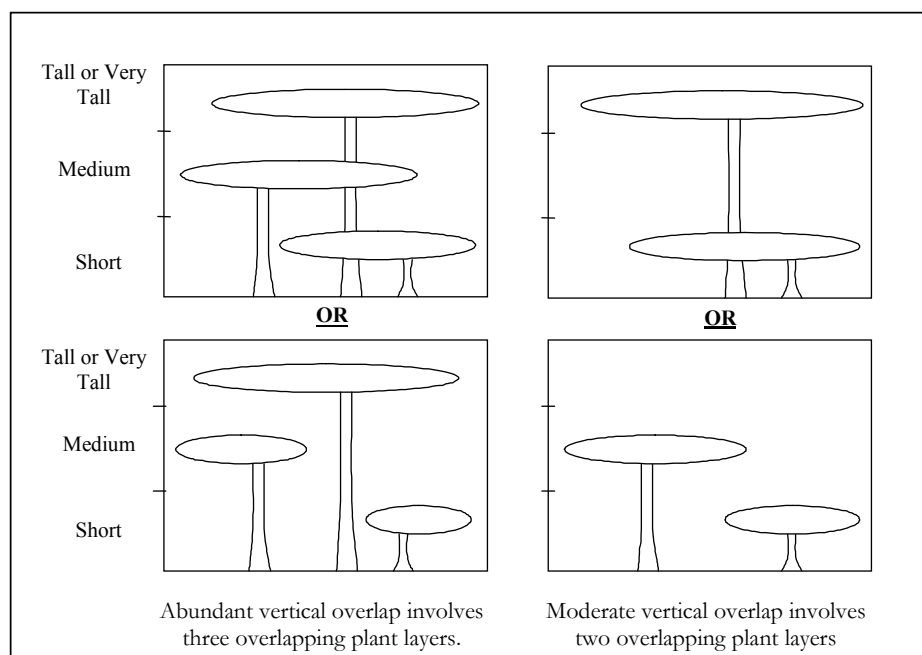 Tall or Very
Tall
Medium
Short
OR
OR
Tall or Very
Tall
Medium
Short
Abundant vertical overlap involves
three overlapping plant layers.
Moderate vertical overlap involves
two overlapping plant layers